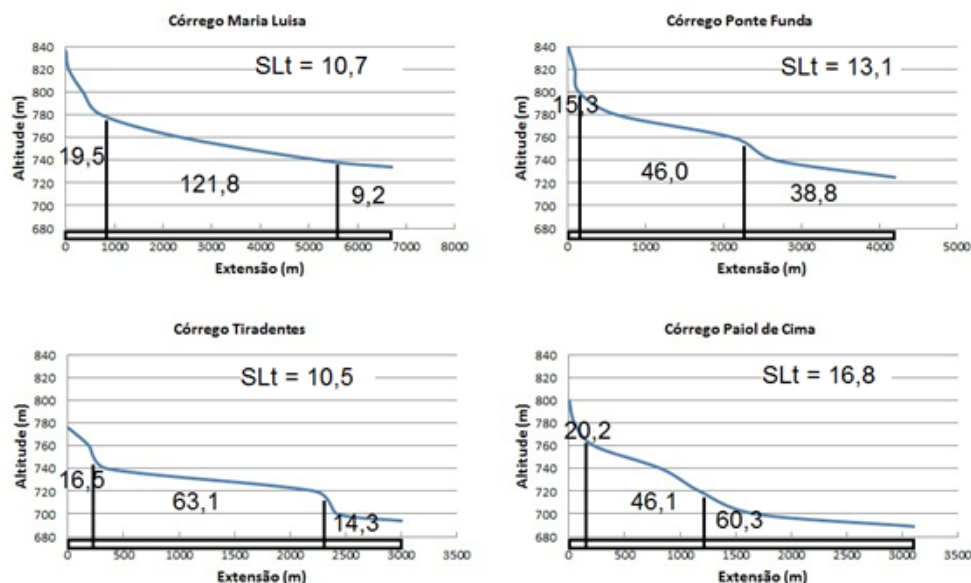 Córrego Maria Luisa
Altitude (m)
840
820
800
780
760
740
720
700
680
SLt = 10,7
19,5
121,8
9,2
0 1000 2000 3000 4000 5000 6000 7000 8000
Extensão (m)
Córrego Ponte Funda
Altitude (m)
840
820
800
780
760
740
720
700
680
SLt = 13,1
15,3
46,0
38,8
0 1000 2000 3000 4000 5000
Extensão (m)
Córrego Tiradentes
Altitude (m)
840
820
800
780
760
740
720
700
680
SLt = 10,5
16,5
63,1
14,3
0 500 1000 1500 2000 2500 3000 3500
Extensão (m)
Córrego Paiol de Cima
Altitude (m)
840
820
800
780
760
740
720
700
680
SLt = 16,8
20,2
46,1
60,3
0 500 1000 1500 2000 2500 3000 3500
Extensão (m)